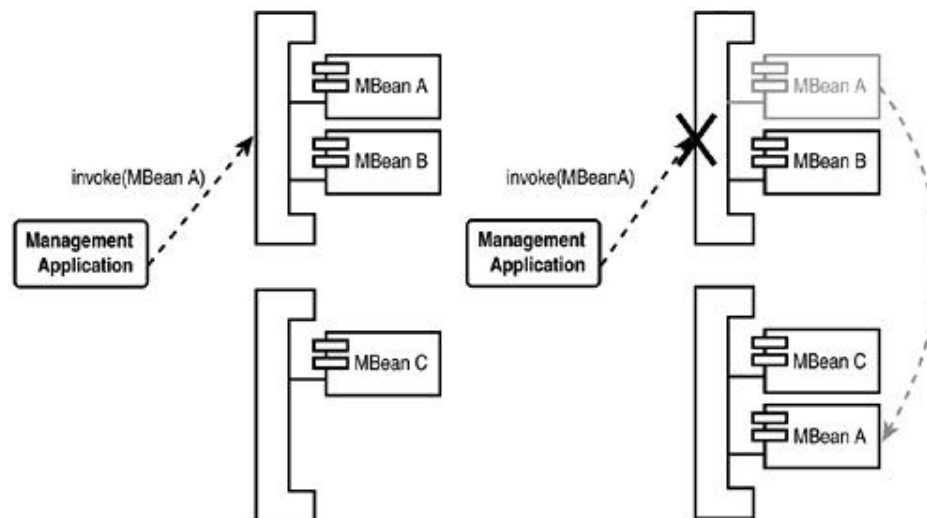 MBean A
MBean B
invoke(MBean A)
Management
Application
MBean C
MBean A
MBean B
invoke(MBeanA)
Management
Application
MBean C
MBean A